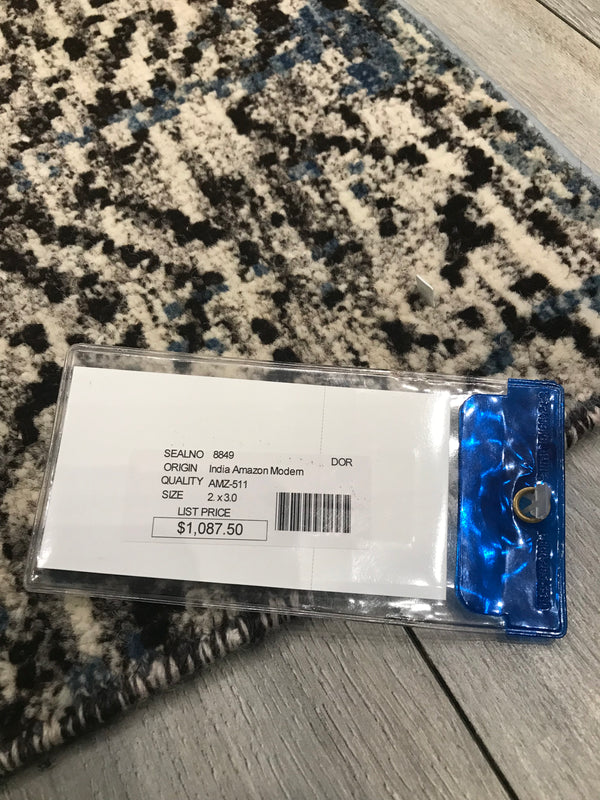 SEALNO 8849
DOR
ORIGIN India Amazon Modern
QUALITY AMZ-511
SIZE 2. x 3.0
LIST PRICE
$1,087.50